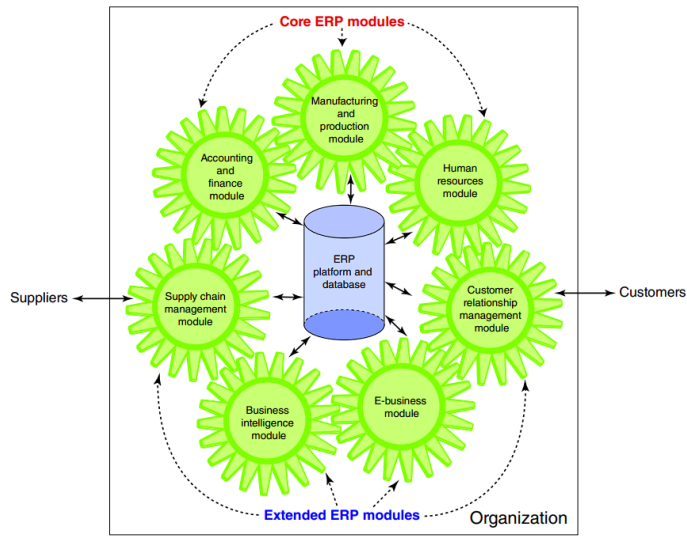 Core ERP modules
Manufacturing
and
production
module
Accounting
and
finance
module
Human
resources
module
ERP
platform and
database
Suppliers
Supply chain
management
module
Customer
relationship
management
module
Customers
Business
intelligence
module
E-business
module
Extended ERP modules
Organization